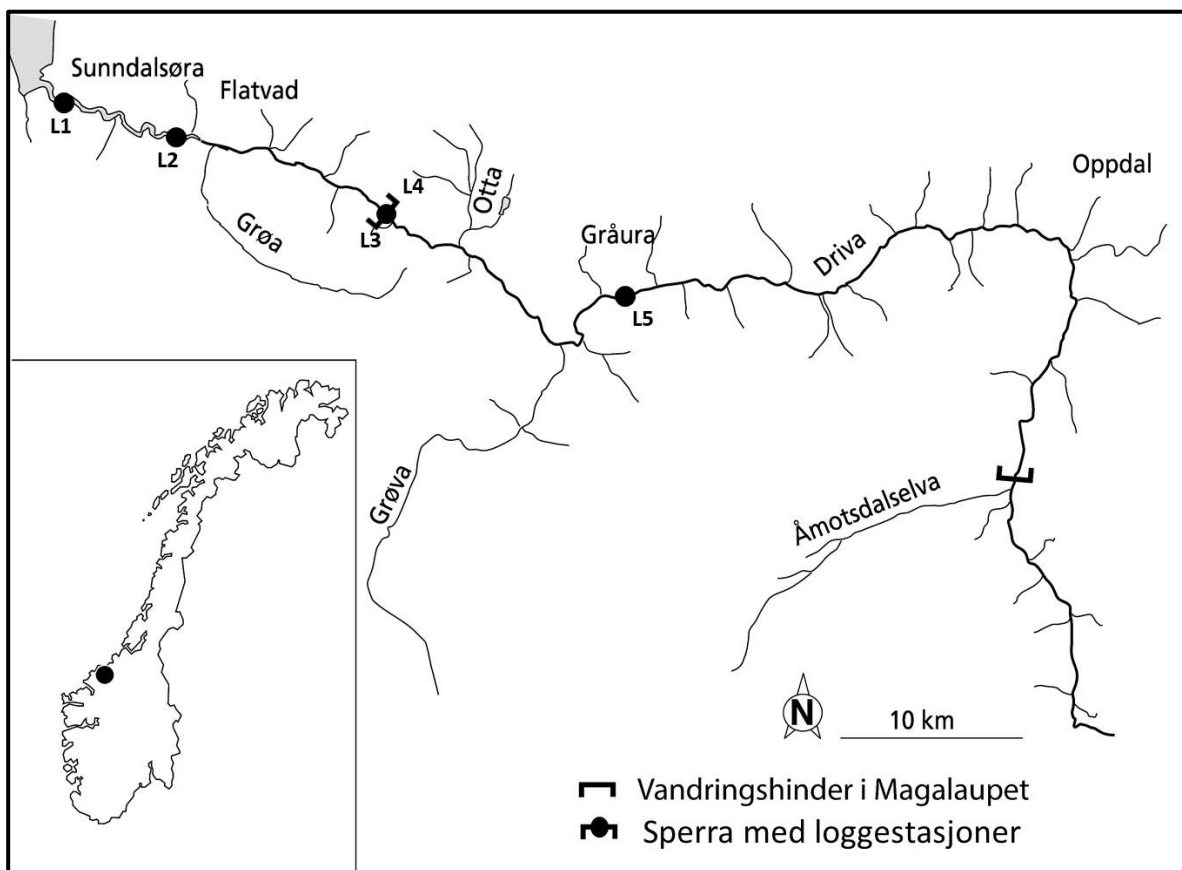 Sunndalsøra
Flatvad
L1
L2
L4
L3
Grøa
Otta
Gråura
L5
Driva
Oppdal
Grøva
Åmotsdalselva
N
10 km
Vandringshinder i Magalaupet
Sperra med loggestasjoner